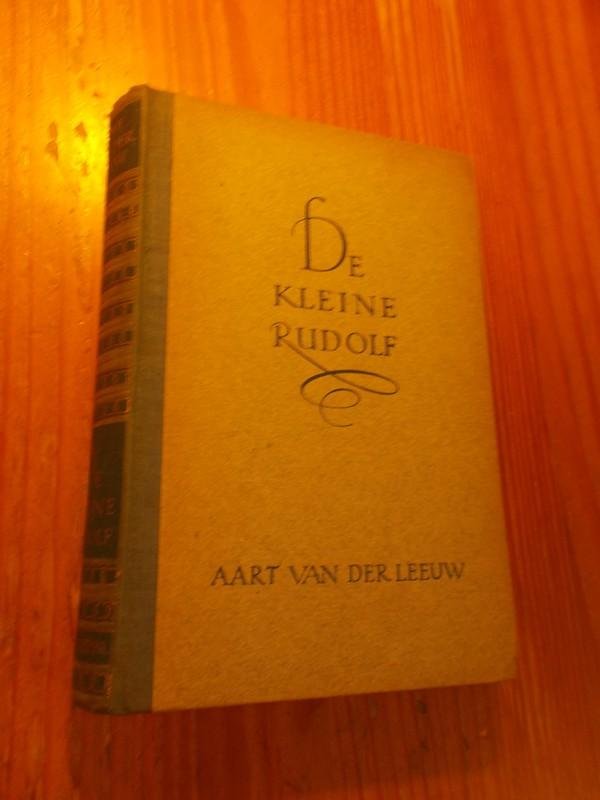 DE
KLEINE
RUDOLF
AART VAN DER LEEUW